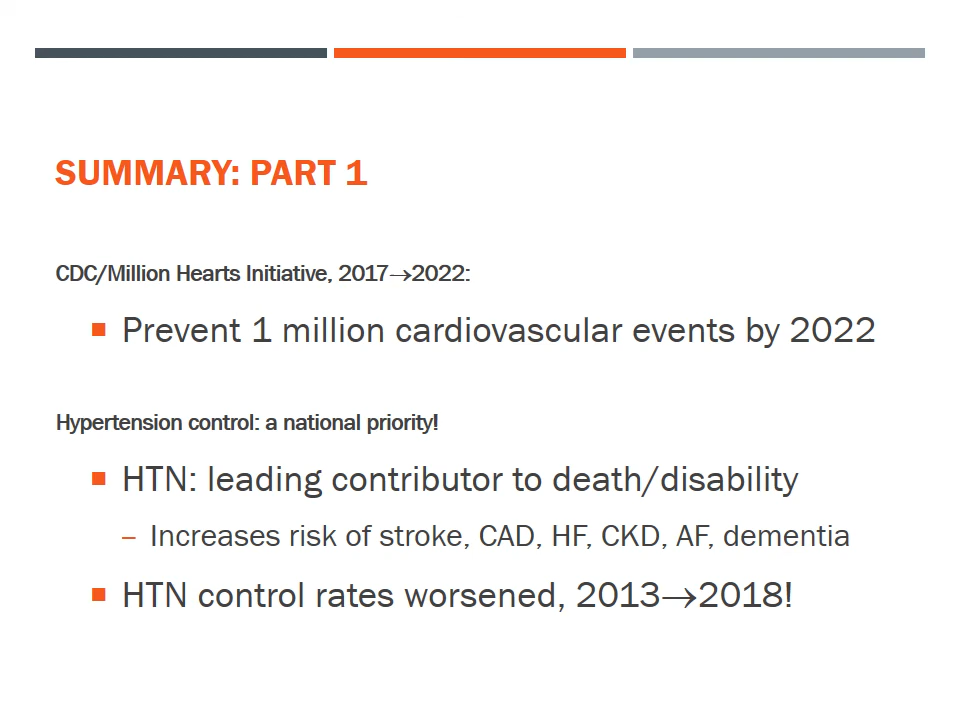 SUMMARY: PART 1
CDC/Million Hearts Initiative, 2017→2022:
■ Prevent 1 million cardiovascular events by 2022
Hypertension control: a national priority!
■ HTN: leading contributor to death/disability
– Increases risk of stroke, CAD, HF, CKD, AF, dementia
■ HTN control rates worsened, 2013→2018!